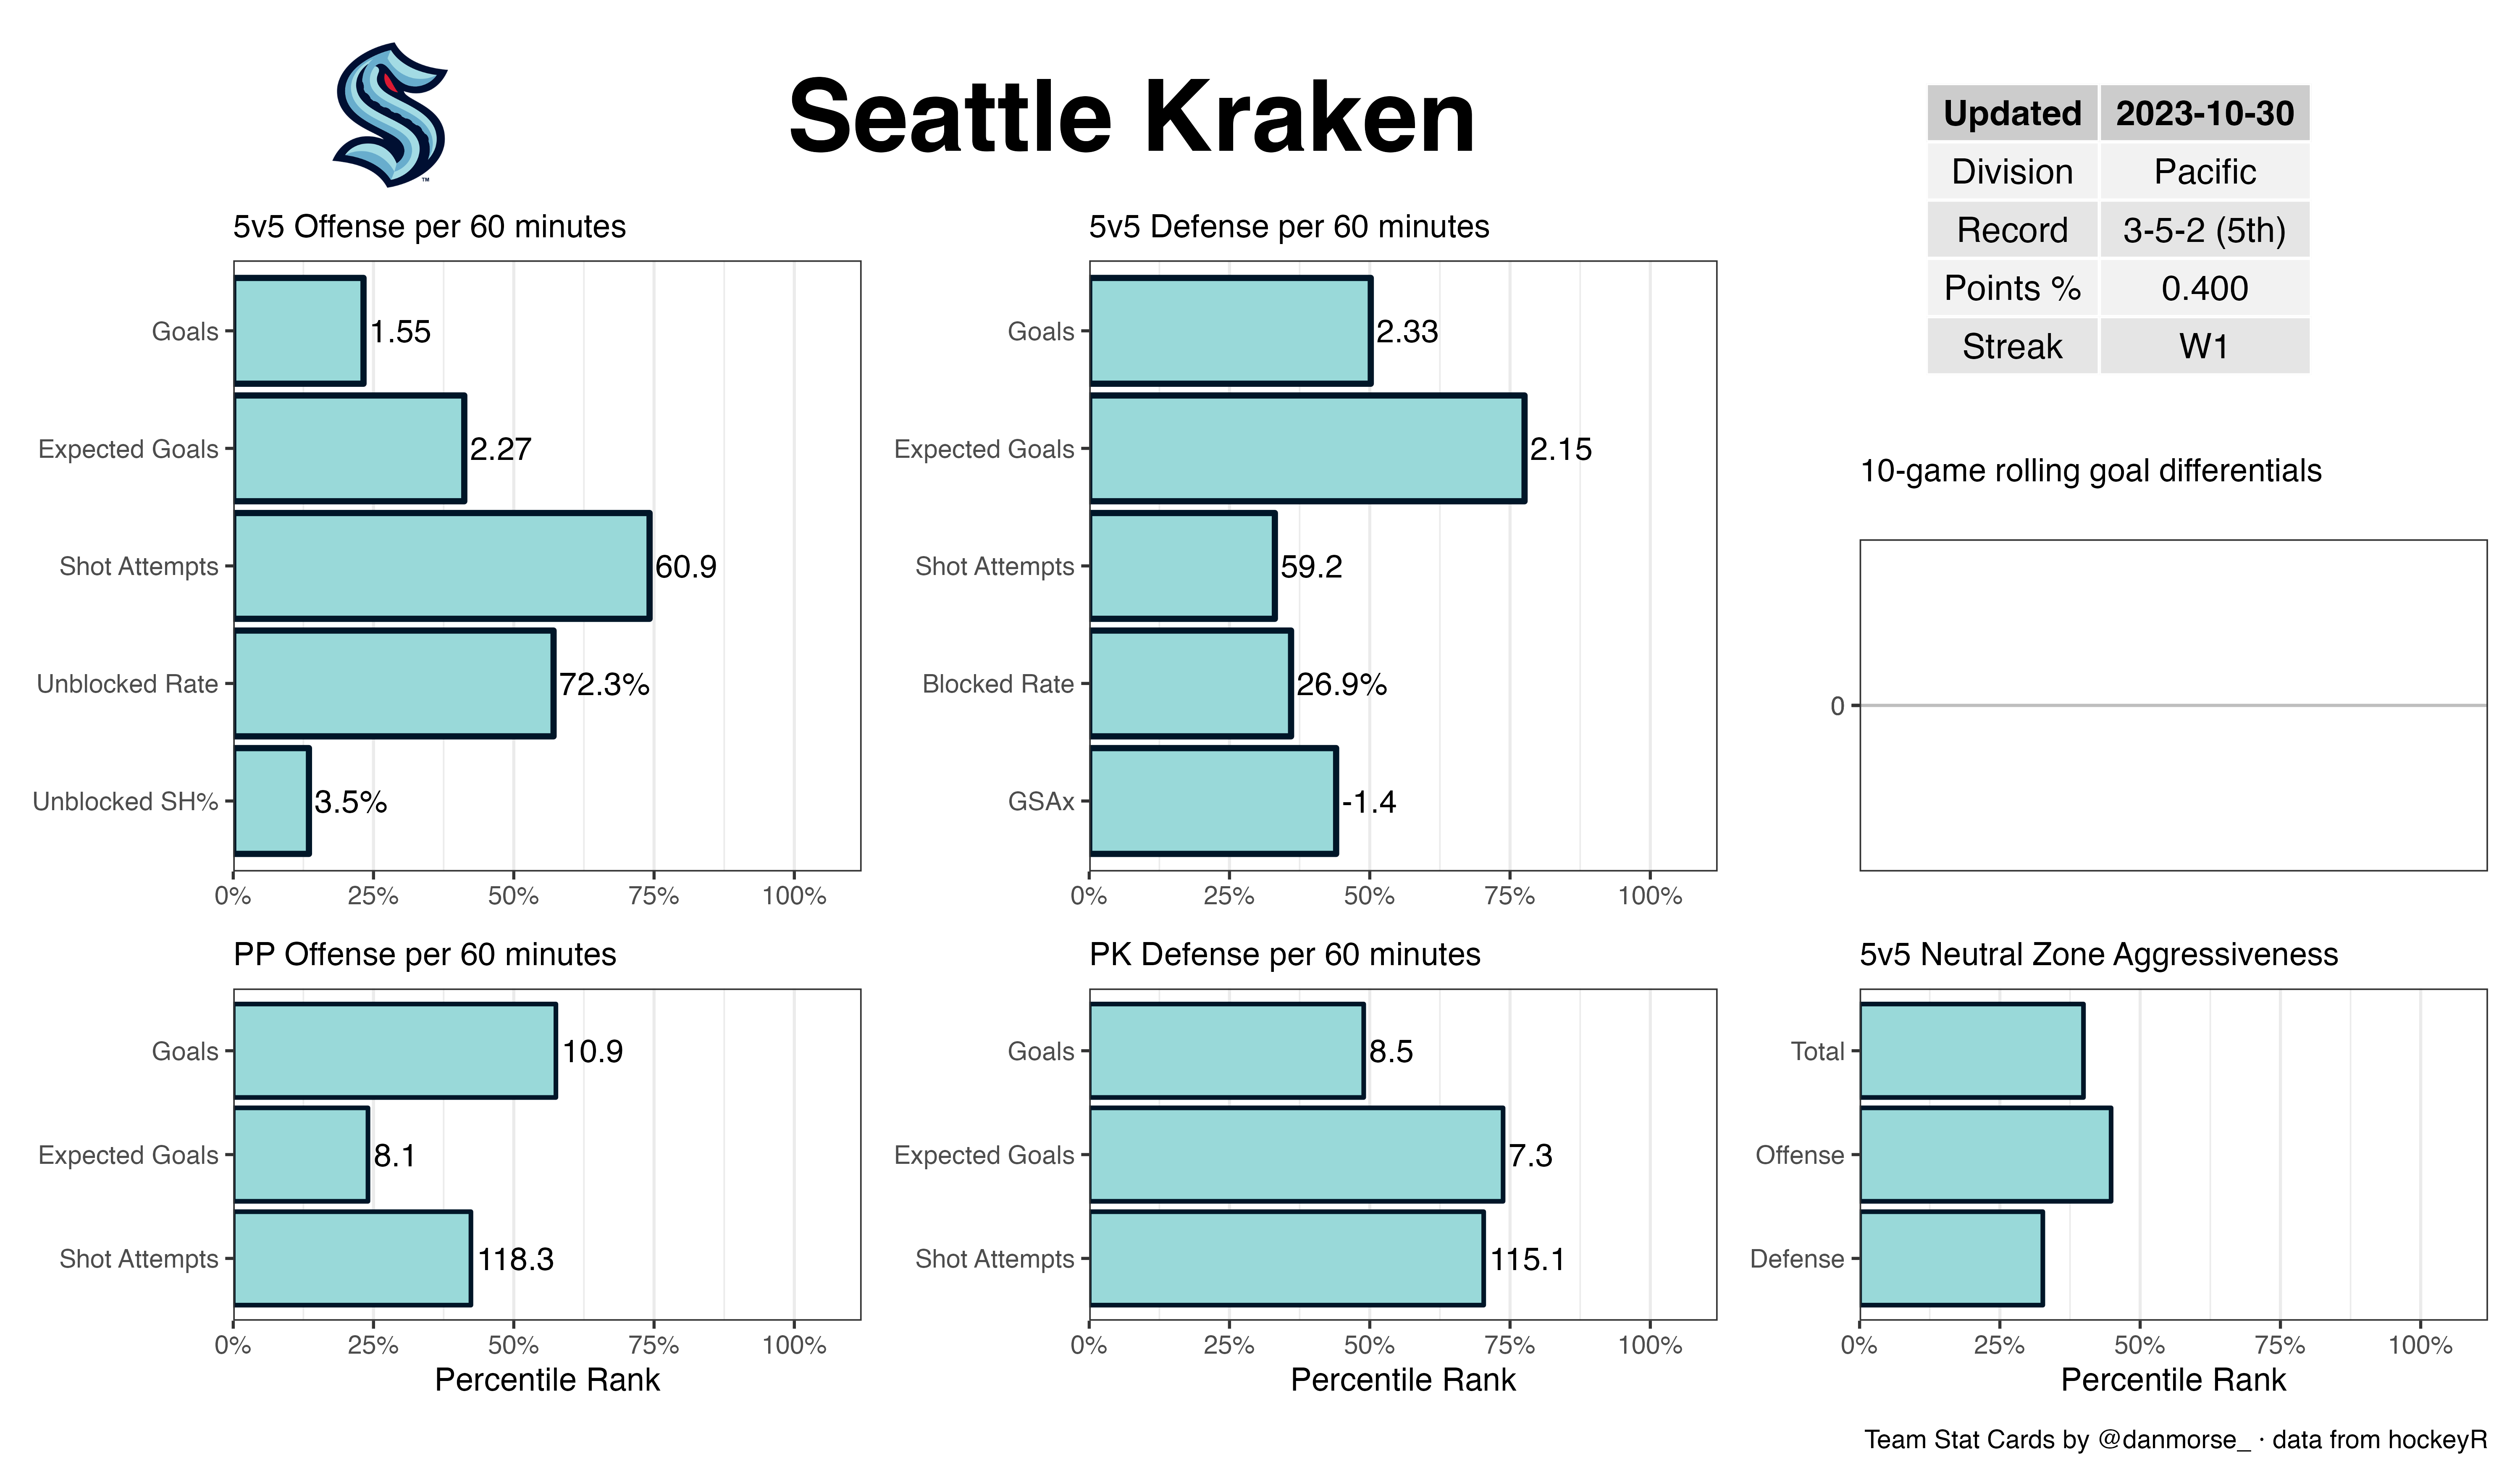 Seattle Kraken
TM
Updated 2023-10-30
Division Pacific
Record 3-5-2 (5th)
Points % 0.400
Streak W1
5v5 Offense per 60 minutes
Goals 1.55
Expected Goals 2.27
Shot Attempts 60.9
Unblocked Rate 72.3%
Unblocked SH% 3.5%
0% 25% 50% 75% 100%
5v5 Defense per 60 minutes
Goals 2.33
Expected Goals 2.15
Shot Attempts 59.2
Blocked Rate 26.9%
GSAx -1.4
0% 25% 50% 75% 100%
10-game rolling goal differentials
0
PP Offense per 60 minutes
Goals 10.9
Expected Goals 8.1
Shot Attempts 118.3
0% 25% 50% 75% 100%
Percentile Rank
PK Defense per 60 minutes
Goals 8.5
Expected Goals 7.3
Shot Attempts 115.1
0% 25% 50% 75% 100%
Percentile Rank
5v5 Neutral Zone Aggressiveness
Total
Offense
Defense
0% 25% 50% 75% 100%
Percentile Rank
Team Stat Cards by @danmorse_ · data from hockeyR